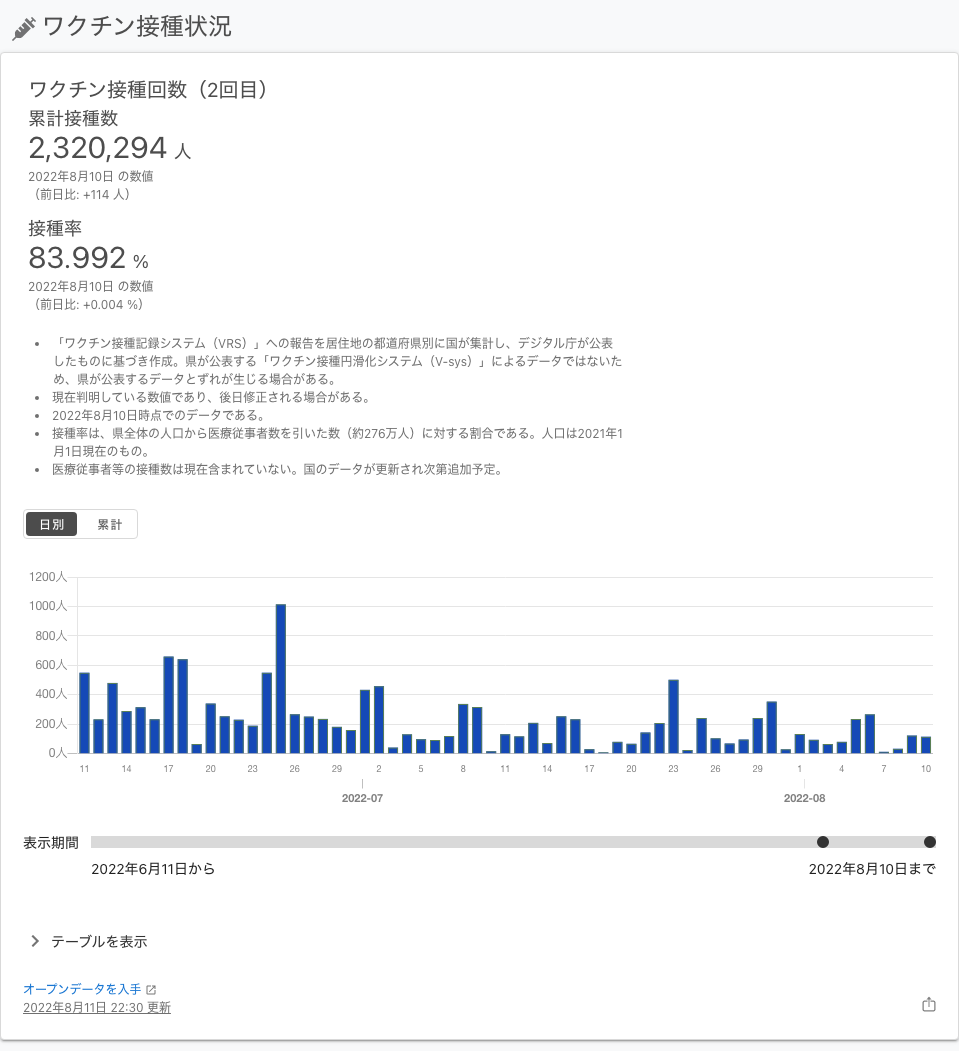 ワクチン接種状況
ワクチン接種回数（2回目）
累計接種数
2,320,294 人
2022年8月10日 の数値
（前日比: +114 人）
接種率
83.992 %
2022年8月10日 の数値
（前日比: +0.004 %）
• 「ワクチン接種記録システム（VRS）」への報告を居住地の都道府県別に国が集計し、デジタル庁が公表
したものに基づき作成。県が公表する「ワクチン接種円滑化システム（V-sys）」によるデータではないた
め、県が公表するデータとずれが生じる場合がある。
• 現在判明している数値であり、後日修正される場合がある。
• 2022年8月10日時点でのデータである。
• 接種率は、県全体の人口から医療従事者数を引いた数（約276万人）に対する割合である。人口は2021年1
月1日現在のもの。
• 医療従事者等の接種数は現在含まれていない。国のデータが更新され次第追加予定。
日別 累計
1200人
1000人
800人
600人
400人
200人
0人
11 14 17 20 23 26 29 2 5 8 11 14 17 20 23 26 29 1 4 7 10
2022-07 2022-08
表示期間
2022年6月11日から 2022年8月10日まで
テーブルを表示
オープンデータを入手
2022年8月11日 22:30 更新